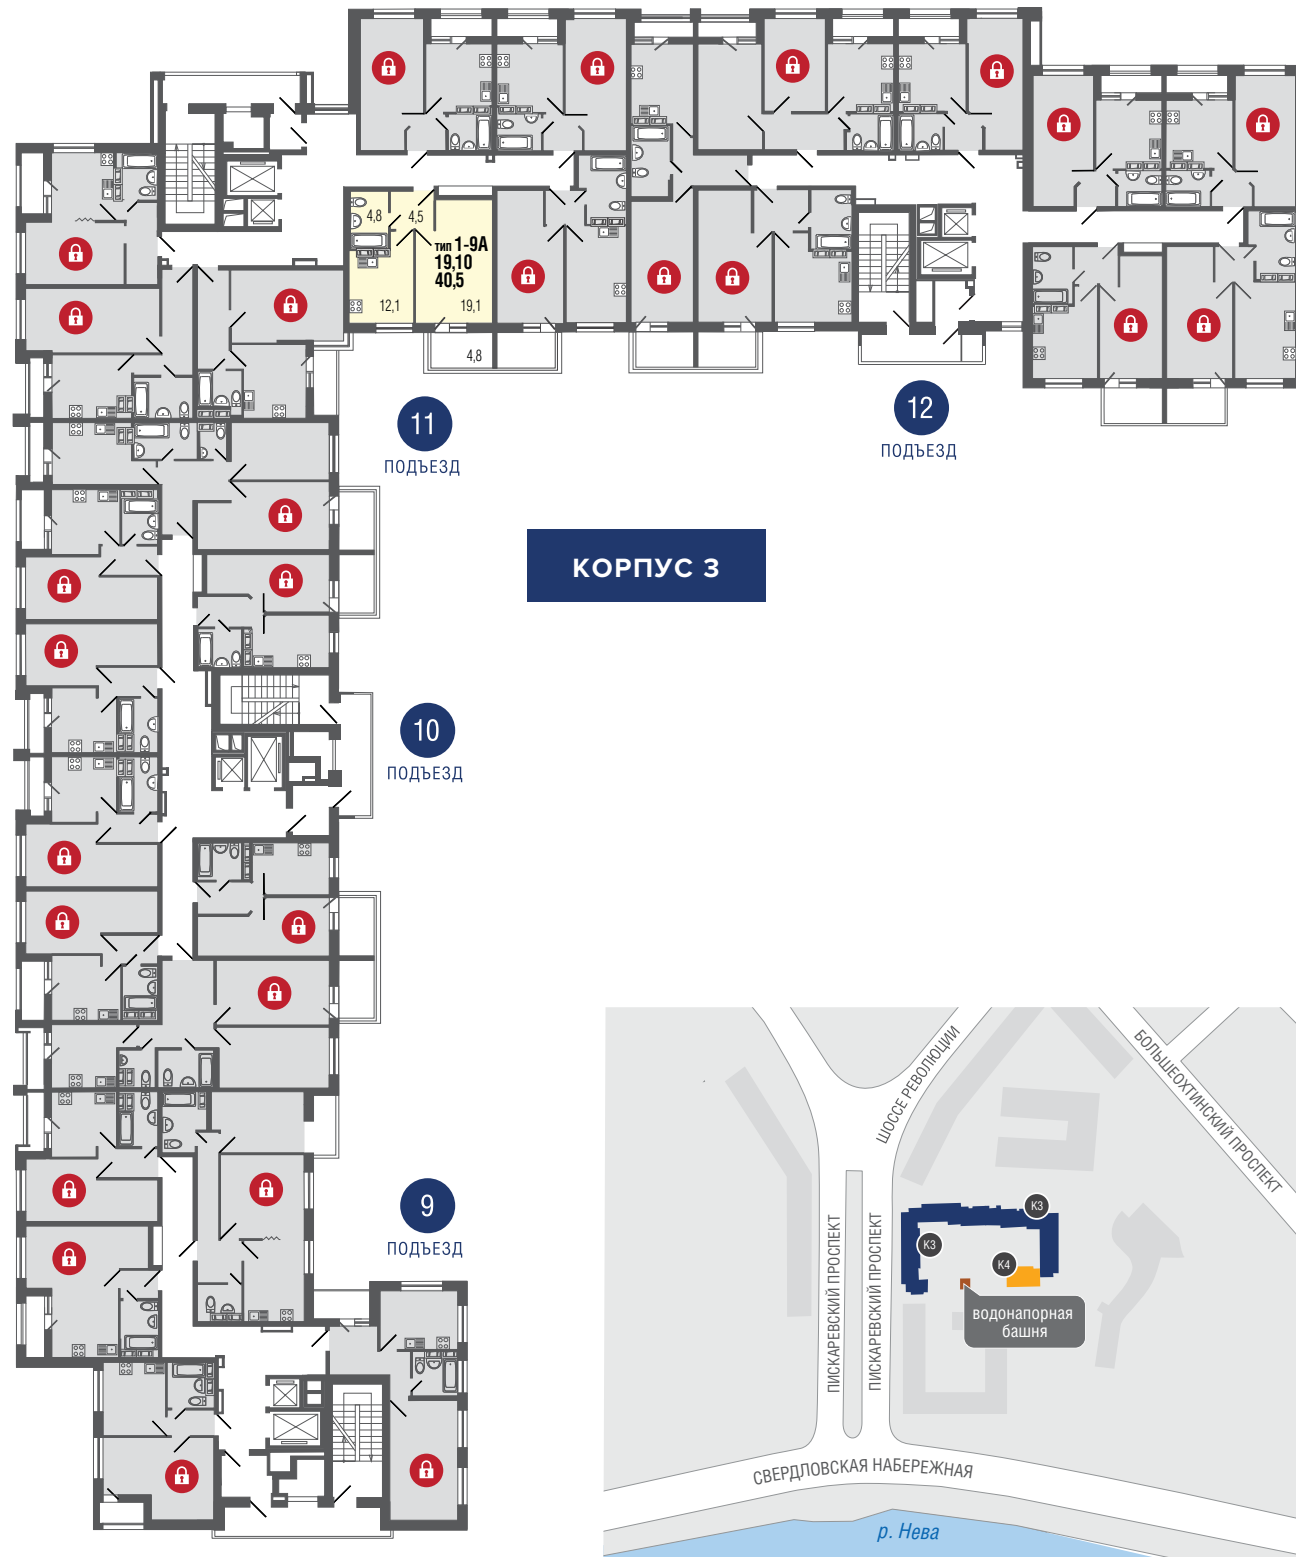 4,8
4,5
тип 1-9А
19,10
40,5
12,1
19,1
4,8
11
ПОДЪЕЗД
12
ПОДЪЕЗД
КОРПУС 3
10
ПОДЪЕЗД
9
ПОДЪЕЗД
ШОССЕ РЕВОЛЮЦИИ
БОЛЬШЕОХТИНСКИЙ ПРОСПЕКТ
ПИСКАРЕВСКИЙ ПРОСПЕКТ
ПИСКАРЕВСКИЙ ПРОСПЕКТ
К3
К3
К4
водонапорная
башня
СВЕРДЛОВСКАЯ НАБЕРЕЖНАЯ
р. Нева